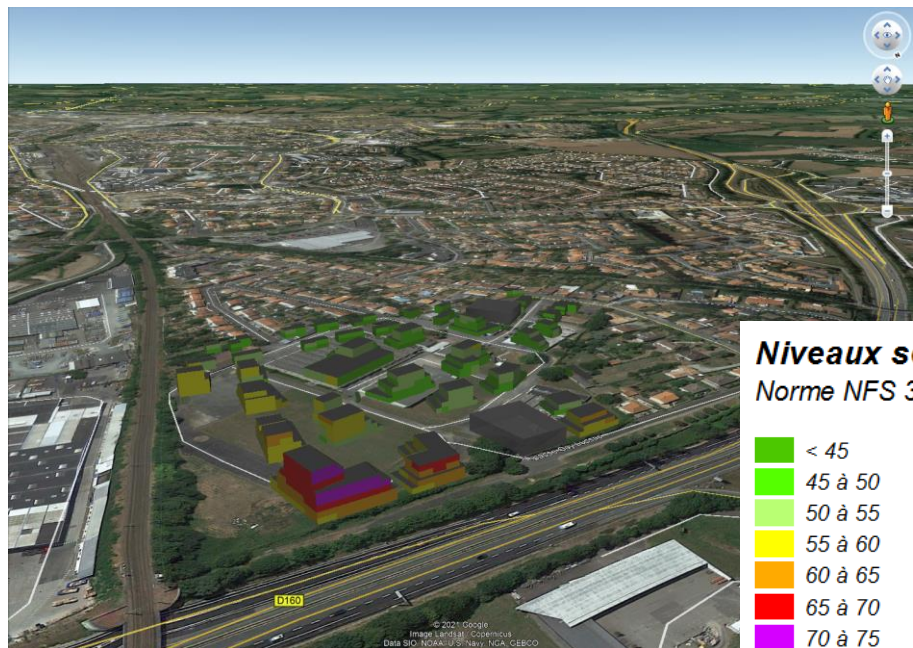 Niveaux s
Norme NFS 3
< 45
45 à 50
50 à 55
55 à 60
60 à 65
65 à 70
70 à 75
D160
© 2021 Google
Image Landsat / Copernicus
Data SIO, NOAA, U.S. Navy, NGA, GEBCO